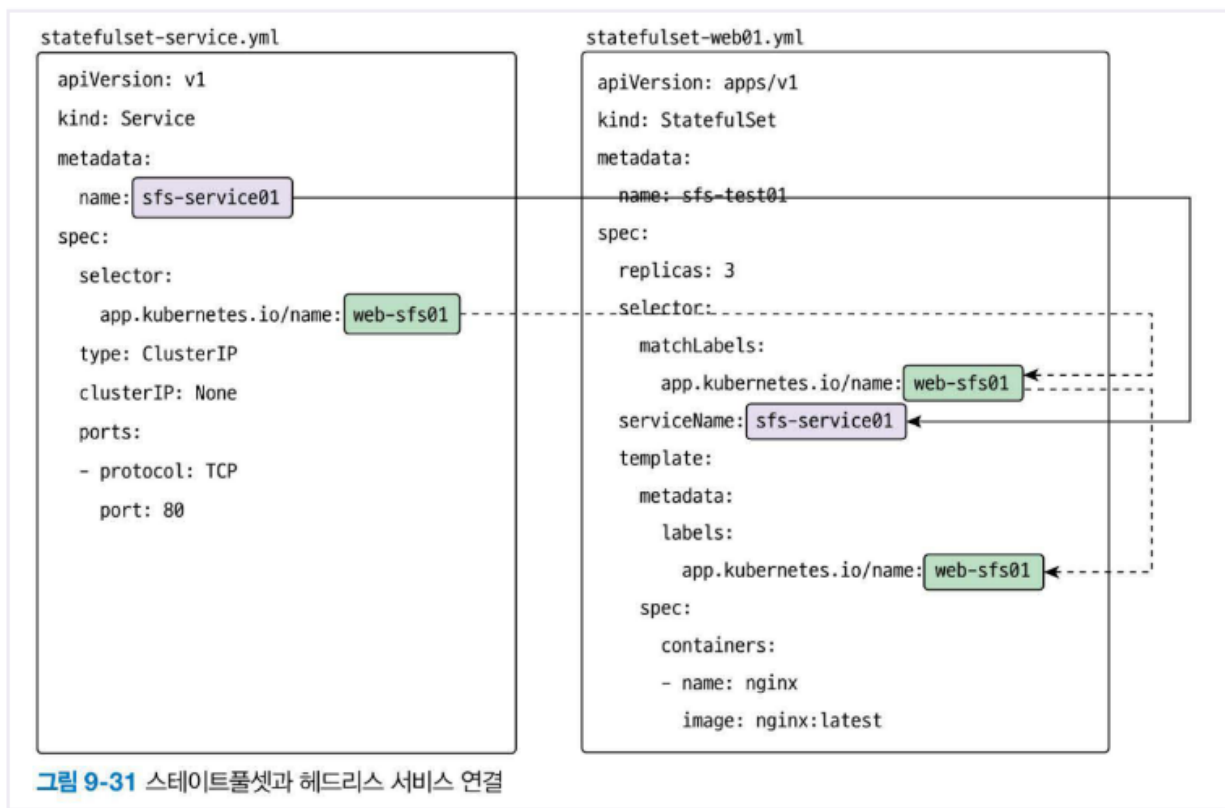 statefulset-service.yml
apiVersion: v1
kind: Service
metadata:
name: sfs-service01
spec:
selector:
app.kubernetes.io/name: web-sfs01
type: ClusterIP
clusterIP: None
ports:
- protocol: TCP
port: 80
statefulset-web01.yml
apiVersion: apps/v1
kind: StatefulSet
metadata:
name: sfs-test01
spec:
replicas: 3
selector:
matchLabels:
app.kubernetes.io/name: web-sfs01
serviceName: sfs-service01
template:
metadata:
labels:
app.kubernetes.io/name: web-sfs01
spec:
containers:
- name: nginx
image: nginx:latest
그림 9-31 스테이트풀셋과 헤드리스 서비스 연결